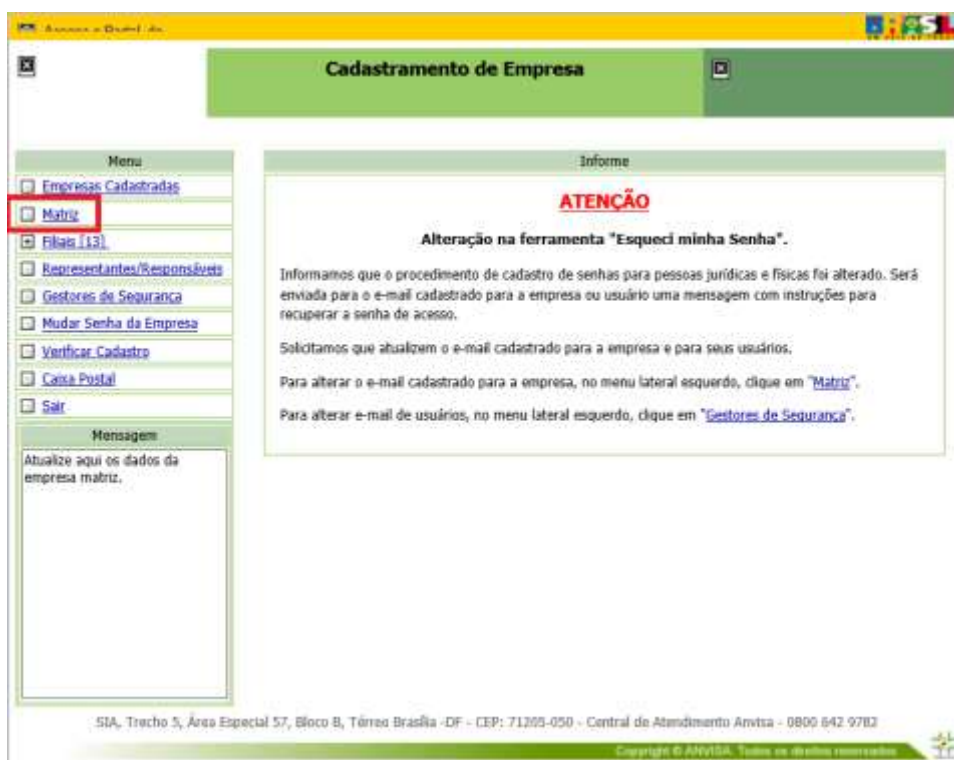 Cadastramento de Empresa
Menu
Empresas Cadastradas
Matriz
Filiais [13]
Representantes/Responsáveis
Gestores de Segurança
Mudar Senha da Empresa
Verificar Cadastro
Caixa Postal
Sair
Mensagem
Atualize aqui os dados da
empresa matriz.
Informe
ATENÇÃO
Alteração na ferramenta "Esqueci minha Senha".
Informamos que o procedimento de cadastro de senhas para pessoas jurídicas e físicas foi alterado. Será
enviada para o e-mail cadastrado para a empresa ou usuário uma mensagem com instruções para
recuperar a senha de acesso.
Solicitamos que atualizem o e-mail cadastrado para a empresa e para seus usuários.
Para alterar o e-mail cadastrado para a empresa, no menu lateral esquerdo, clique em "Matriz".
Para alterar e-mail de usuários, no menu lateral esquerdo, clique em "Gestores de Segurança".
SIA, Trecho 5, Área Especial 57, Bloco B, Térreo Brasília -DF - CEP: 71205-050 - Central de Atendimento Anvisa - 0800 642 9782
Copyright © ANVISA. Todos os direitos reservados